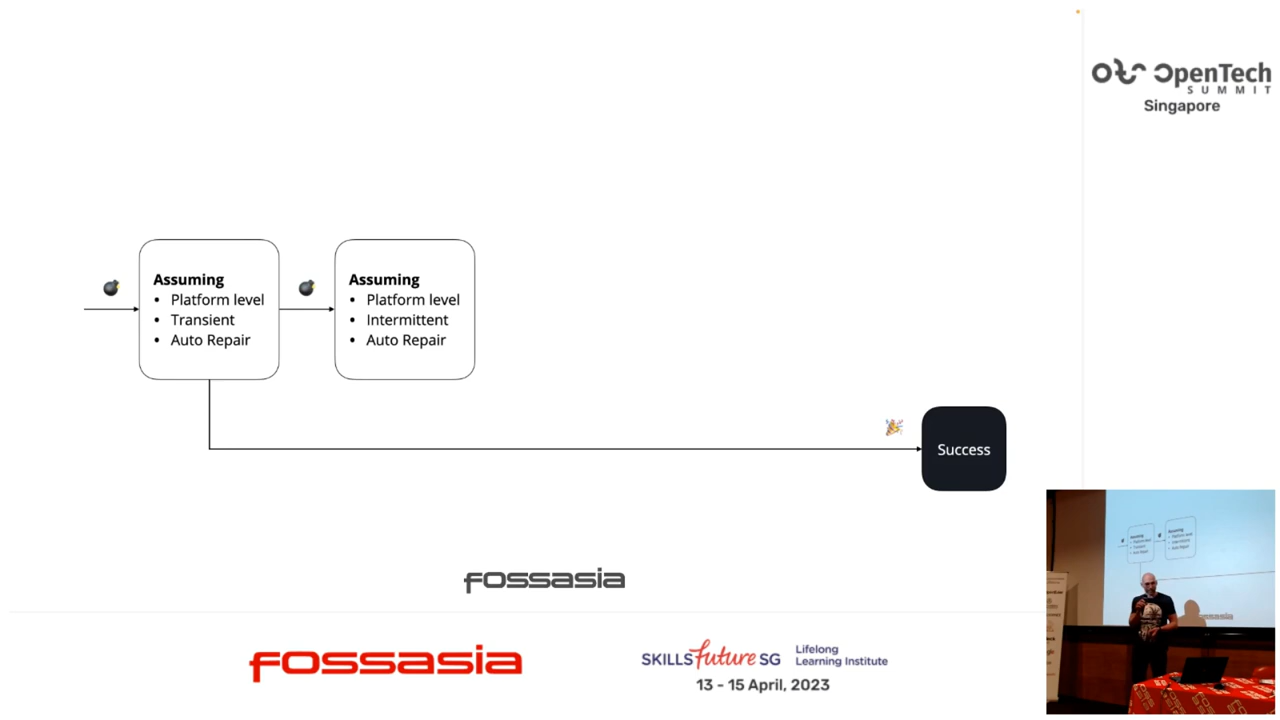 OpenTech
SUMMIT
Singapore
Assuming
• Platform level
• Transient
• Auto Repair
Assuming
• Platform level
• Intermittent
• Auto Repair
Success
fossasia
fossasia
SKILLSfuture SG
Lifelong
Learning Institute
13 - 15 April, 2023